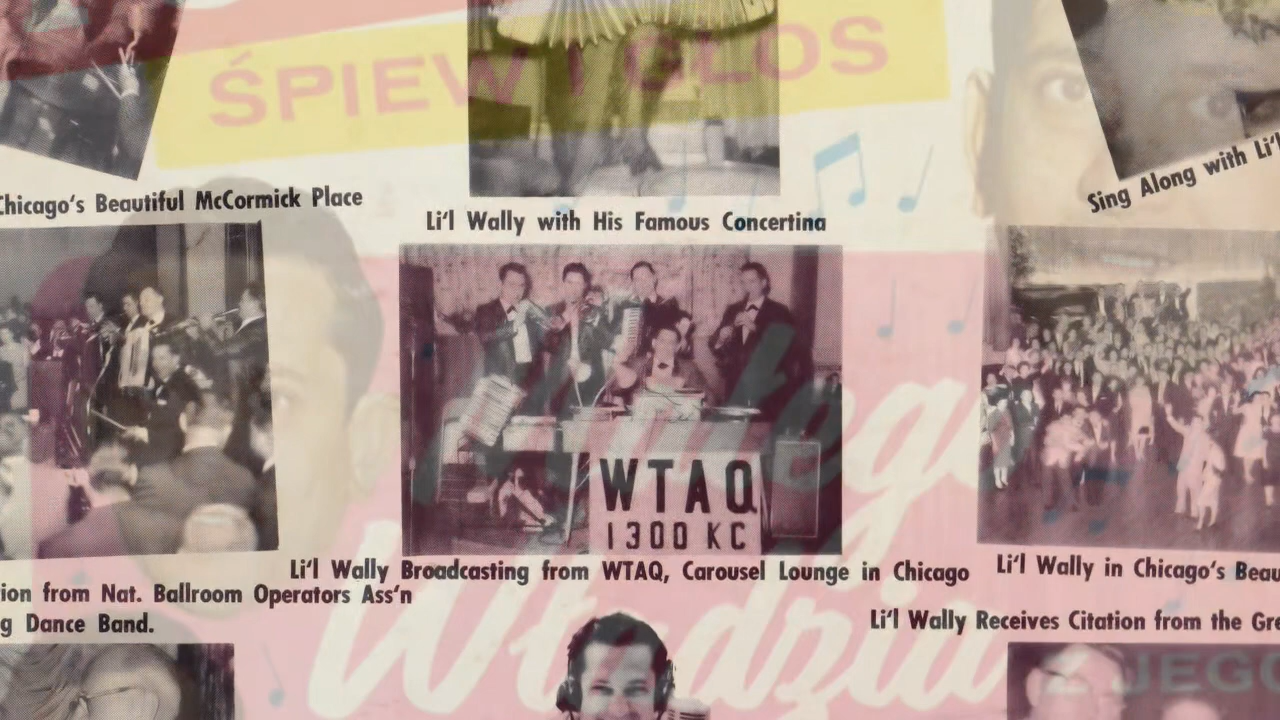 ŚPIEW I GŁOS
Chicago's Beautiful McCormick Place
Li'l Wally with His Famous Concertina
Sing Along with Li'l
WTAQ
1300 KC
Małego
Li'l Wally Broadcasting from WTAQ, Carousel Lounge in Chicago
Li'l Wally in Chicago's Beau
ion from Nat. Ballroom Operators Ass'n
g Dance Band.
Li'l Wally Receives Citation from the Gre
Władzia
Z JEGO